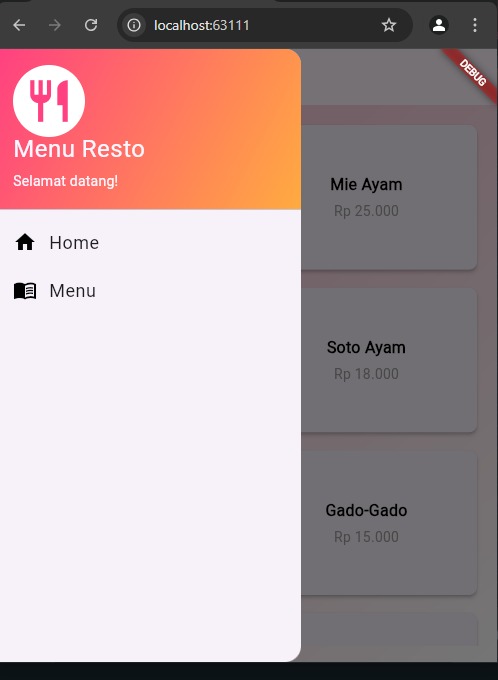 localhost:63111
DEBUG
Menu Resto
Selamat datang!
Home
Menu
Mie Ayam
Rp 25.000
Soto Ayam
Rp 18.000
Gado-Gado
Rp 15.000